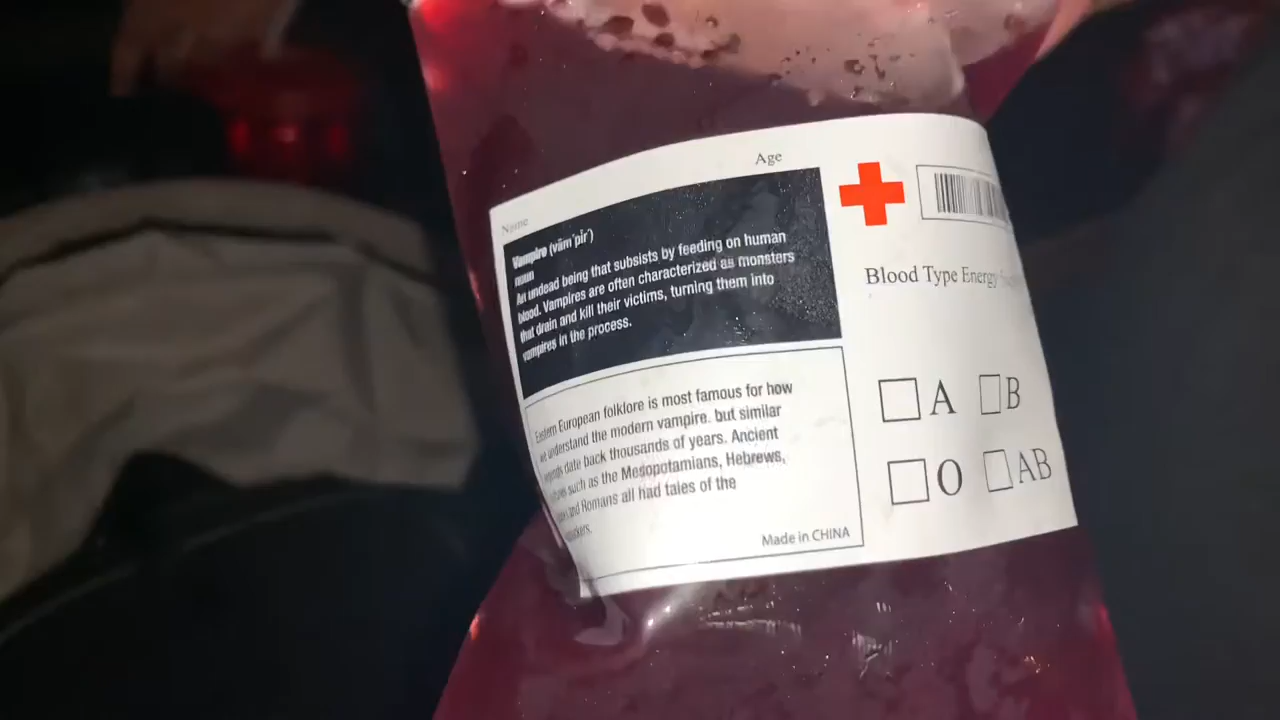 Name
Age
Vampire (văm'pīr')
noun
An undead being that subsists by feeding on human
blood. Vampires are often characterized as monsters
that drain and kill their victims, turning them into
vampires in the process.
Eastern European folklore is most famous for how
we understand the modern vampire. but similar
date back thousands of years. Ancient
such as the Mesopotamians, Hebrews,
and Romans all had tales of the
Made in CHINA
Blood Type Energy
A B
O AB